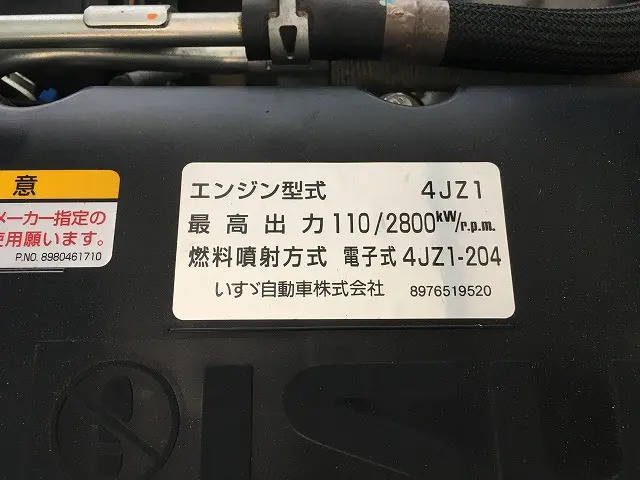 意
メーカー指定の
使用願います。
P.NO. 8980461710
エンジン型式 4JZ1
最高出力 110/2800kW/r.p.m.
燃料噴射方式 電子式 4JZ1-204
いすゞ自動車株式会社 8976519520